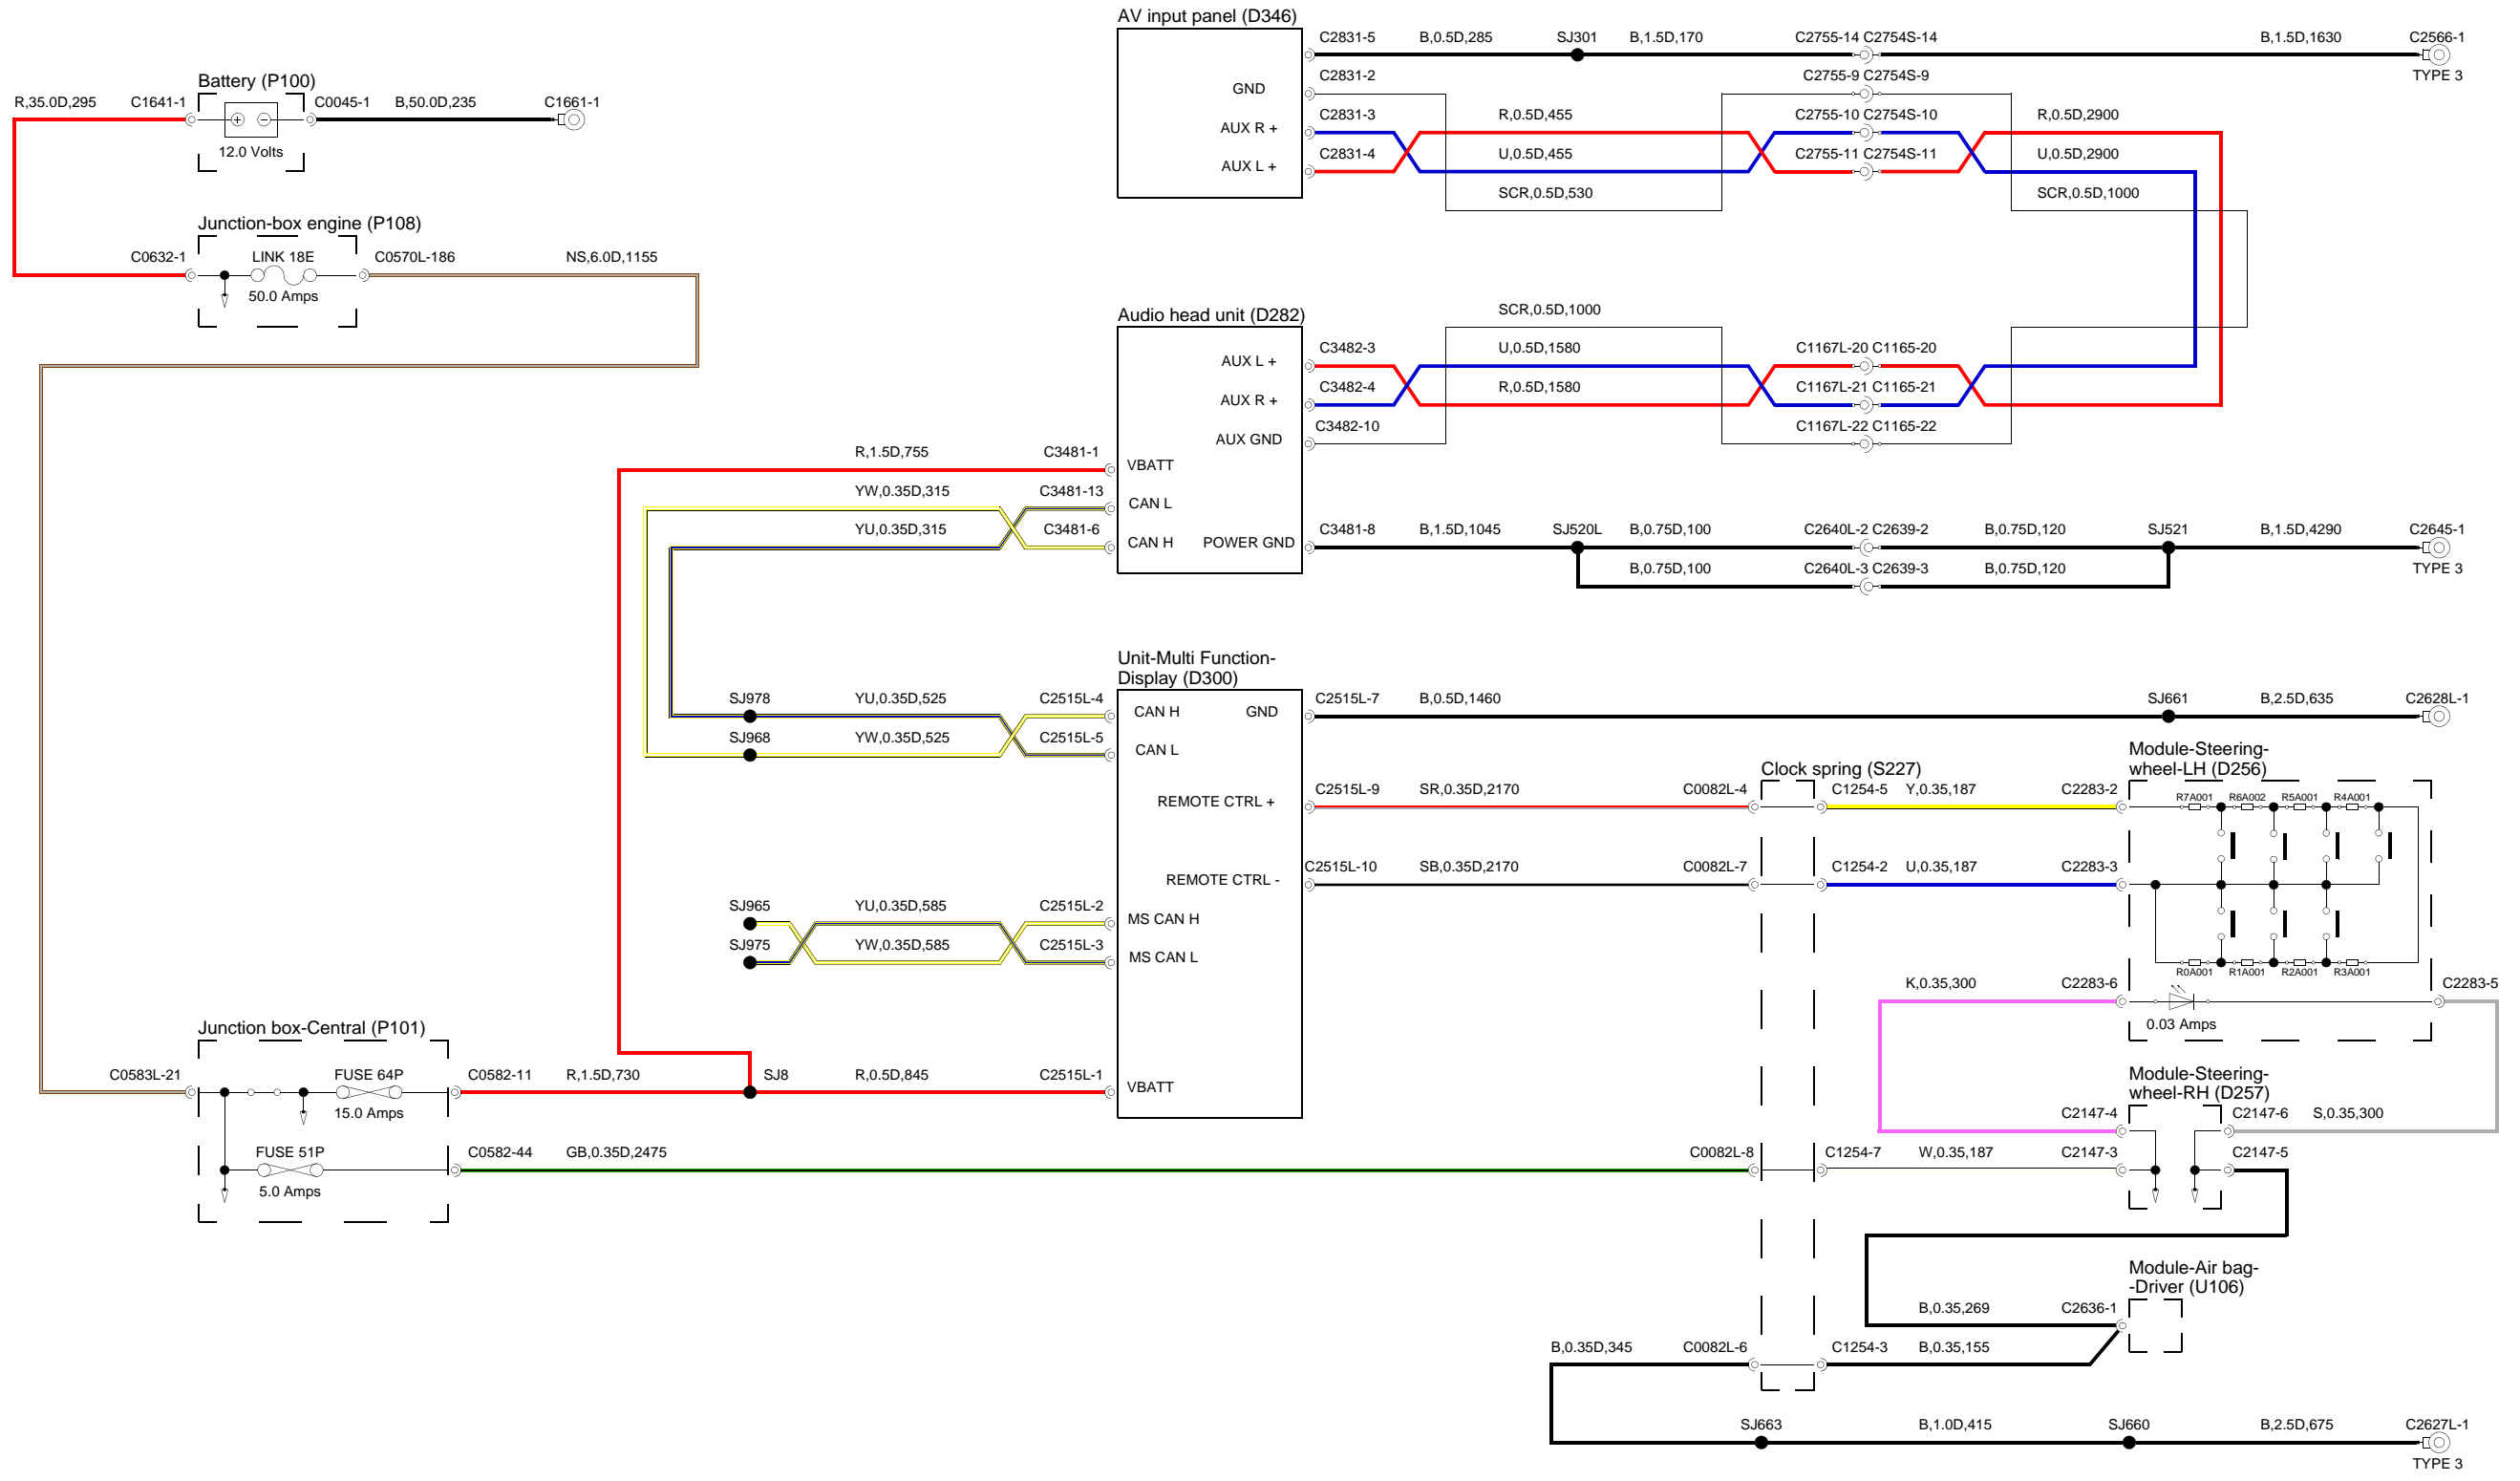 AV input panel (D346)
C2831-5 B,0.5D,285 SJ301 B,1.5D,170 C2755-14 C2754S-14 B,1.5D,1630 C2566-1
TYPE 3
C2831-2 C2755-9 C2754S-9
GND
C2831-3 R,0.5D,455 C2755-10 C2754S-10 R,0.5D,2900
AUX R +
C2831-4 U,0.5D,455 C2755-11 C2754S-11 U,0.5D,2900
AUX L +
SCR,0.5D,530 SCR,0.5D,1000
Battery (P100)
R,35.0D,295 C1641-1 C0045-1 B,50.0D,235 C1661-1
+ −
12.0 Volts
Junction-box engine (P108)
C0632-1 LINK 18E C0570L-186 NS,6.0D,1155
50.0 Amps
Audio head unit (D282)
SCR,0.5D,1000
C3482-3 U,0.5D,1580 C1167L-20 C1165-20
AUX L +
C3482-4 R,0.5D,1580 C1167L-21 C1165-21
AUX R +
C3482-10 C1167L-22 C1165-22
AUX GND
R,1.5D,755 C3481-1
VBATT
YW,0.35D,315 C3481-13
CAN L
YU,0.35D,315 C3481-6
CAN H POWER GND
C3481-8 B,1.5D,1045 SJ520L B,0.75D,100 C2640L-2 C2639-2 B,0.75D,120 SJ521 B,1.5D,4290 C2645-1
B,0.75D,100 C2640L-3 C2639-3 B,0.75D,120 TYPE 3
Unit-Multi Function-
Display (D300)
SJ978 YU,0.35D,525 C2515L-4
CAN H GND
C2515L-7 B,0.5D,1460 SJ661 B,2.5D,635 C2628L-1
SJ968 YW,0.35D,525 C2515L-5
CAN L
Module-Steering-
wheel-LH (D256)
Clock spring (S227)
C2515L-9 SR,0.35D,2170 C0082L-4 C1254-5 Y,0.35,187 C2283-2
REMOTE CTRL +
R7A001 R6A002 R5A001 R4A001
C2515L-10 SB,0.35D,2170 C0082L-7 C1254-2 U,0.35,187 C2283-3
REMOTE CTRL -
SJ965 YU,0.35D,585 C2515L-2
MS CAN H
SJ975 YW,0.35D,585 C2515L-3
MS CAN L
R0A001 R1A001 R2A001 R3A001
K,0.35,300 C2283-6 C2283-5
0.03 Amps
Junction box-Central (P101)
C0583L-21 FUSE 64P C0582-11 R,1.5D,730 SJ8 R,0.5D,845 C2515L-1
VBATT
15.0 Amps
Module-Steering-
wheel-RH (D257)
C2147-4 C2147-6 S,0.35,300
FUSE 51P C0582-44 GB,0.35D,2475 C0082L-8 C1254-7 W,0.35,187 C2147-3 C2147-5
5.0 Amps
Module-Air bag-
-Driver (U106)
B,0.35,269 C2636-1
B,0.35D,345 C0082L-6 C1254-3 B,0.35,155
SJ663 B,1.0D,415 SJ660 B,2.5D,675 C2627L-1
TYPE 3